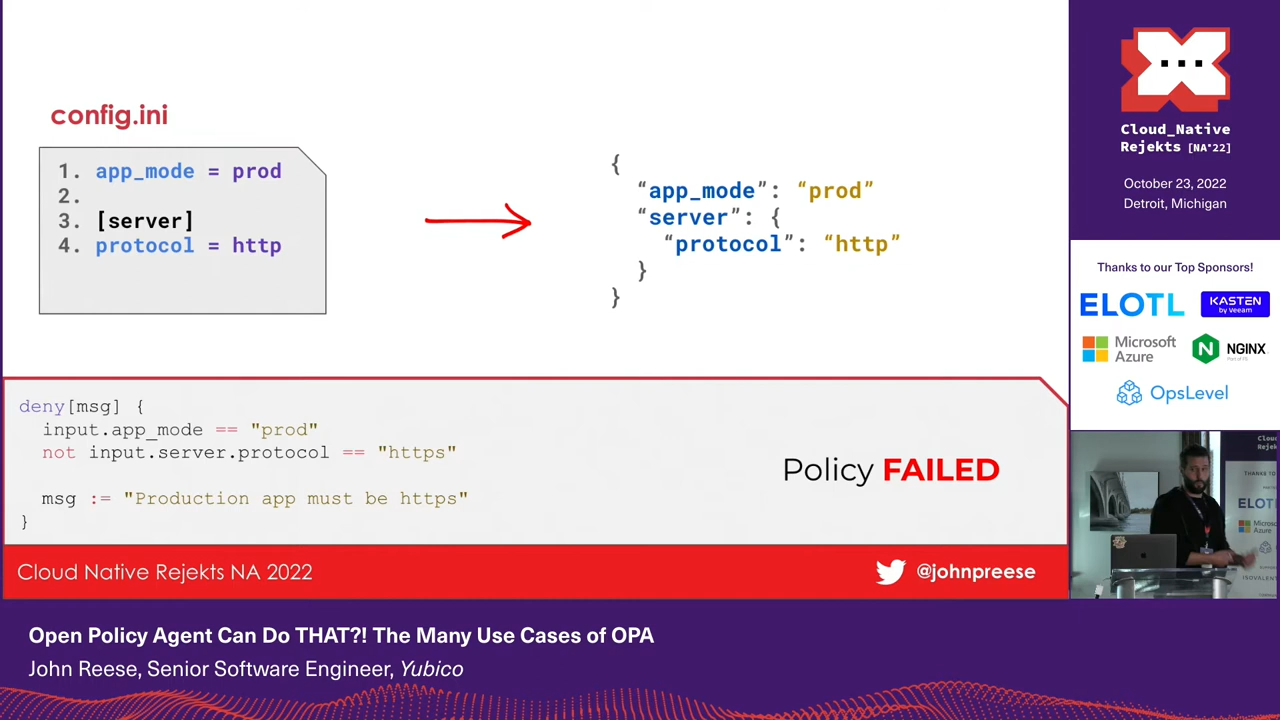 config.ini
1. app_mode = prod
2.
3. [server]
4. protocol = http
{
“app_mode”: “prod”
“server”: {
“protocol”: “http”
}
}
deny[msg] {
input.app_mode == "prod"
not input.server.protocol == "https"
msg := "Production app must be https"
}
Policy FAILED
Cloud Native Rejekts NA 2022
@johnpreese
Open Policy Agent Can Do THAT?! The Many Use Cases of OPA
John Reese, Senior Software Engineer, Yubico
Cloud_Native
Rejekts [NA'22]
October 23, 2022
Detroit, Michigan
Thanks to our Top Sponsors!
ELOTL
KASTEN
by Veeam
Microsoft
Azure
N
NGINX
OpsLevel
ELOTL
Microsoft
Azure
ISOVALENT